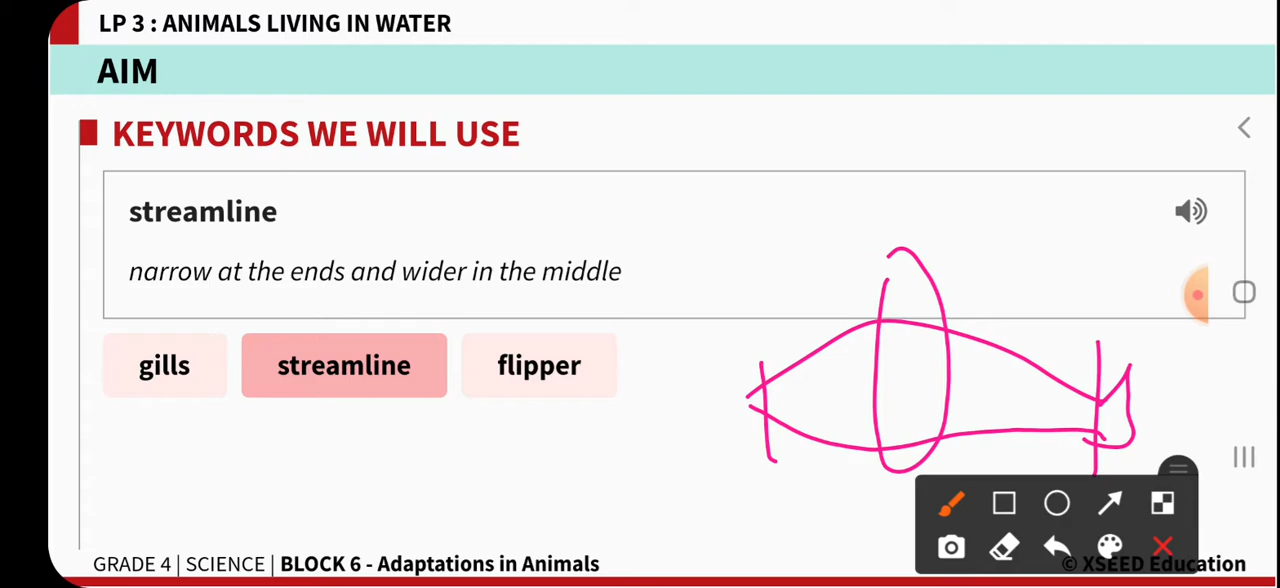 LP 3 : ANIMALS LIVING IN WATER
AIM
KEYWORDS WE WILL USE
streamline
narrow at the ends and wider in the middle
gills
streamline
flipper
GRADE 4 | SCIENCE | BLOCK 6 - Adaptations in Animals
© XSEED Education